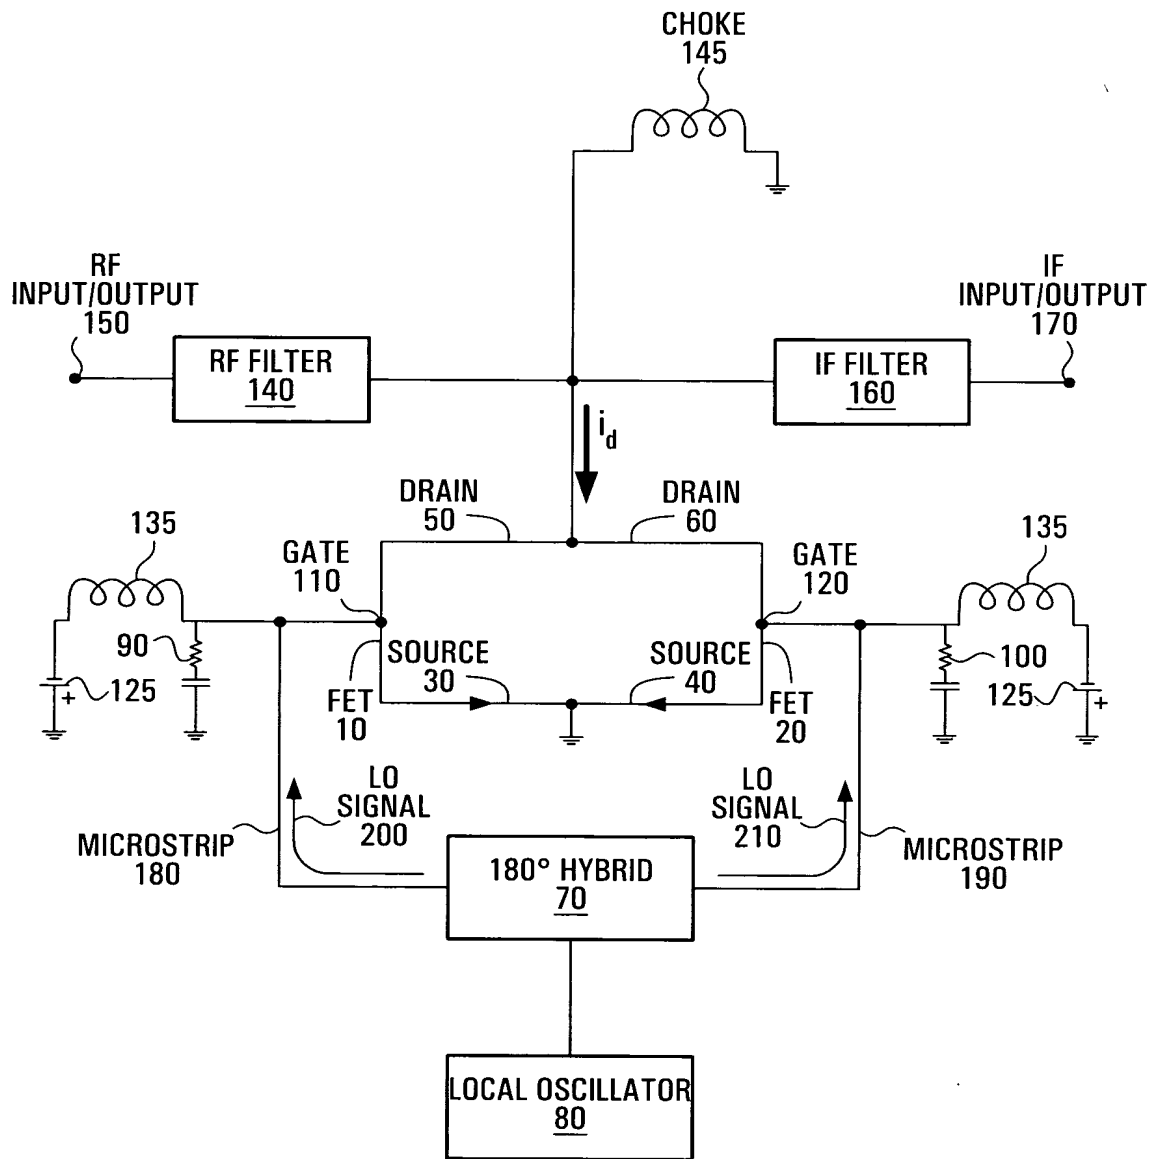 CHOKE
145
RF
INPUT/OUTPUT
150
IF
INPUT/OUTPUT
170
RF FILTER
140
IF FILTER
160
i_d
DRAIN
50
DRAIN
60
135
GATE
110
GATE
120
135
90
SOURCE
30
SOURCE
40
100
+
125
FET
10
FET
20
125
+
LO
SIGNAL
200
LO
SIGNAL
210
MICROSTRIP
180
180° HYBRID
70
MICROSTRIP
190
LOCAL OSCILLATOR
80